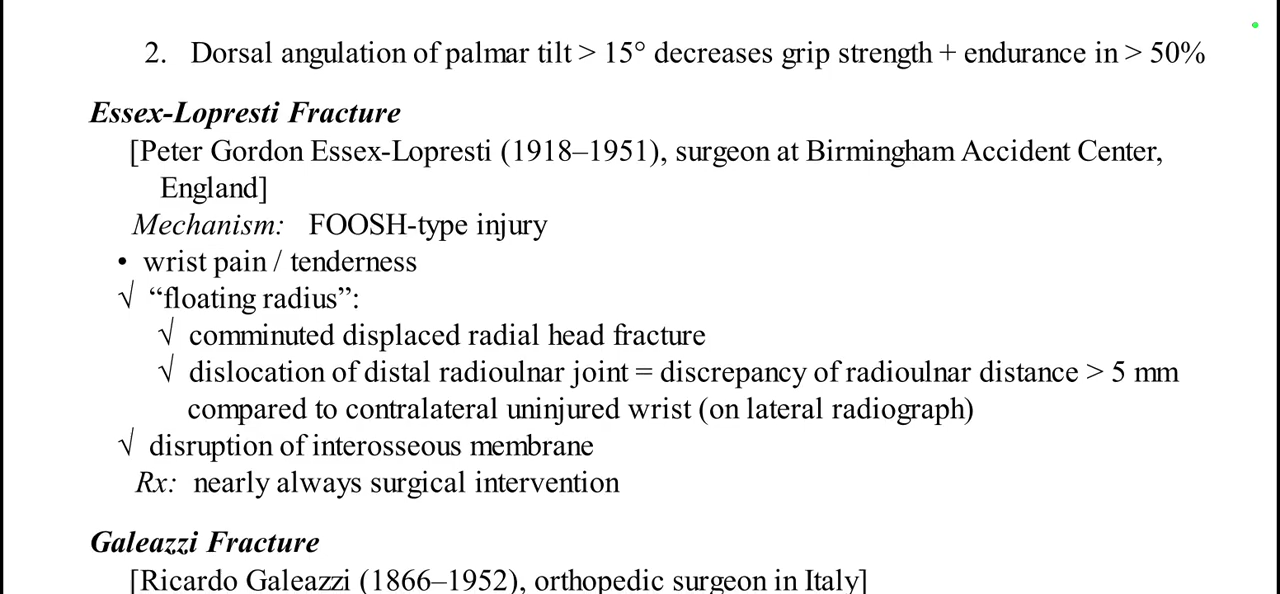 2. Dorsal angulation of palmar tilt > 15° decreases grip strength + endurance in > 50%
Essex-Lopresti Fracture
[Peter Gordon Essex-Lopresti (1918–1951), surgeon at Birmingham Accident Center,
England]
Mechanism: FOOSH-type injury
• wrist pain / tenderness
√ “floating radius”:
√ comminuted displaced radial head fracture
√ dislocation of distal radioulnar joint = discrepancy of radioulnar distance > 5 mm
compared to contralateral uninjured wrist (on lateral radiograph)
√ disruption of interosseous membrane
Rx: nearly always surgical intervention
Galeazzi Fracture
[Ricardo Galeazzi (1866–1952), orthopedic surgeon in Italy]